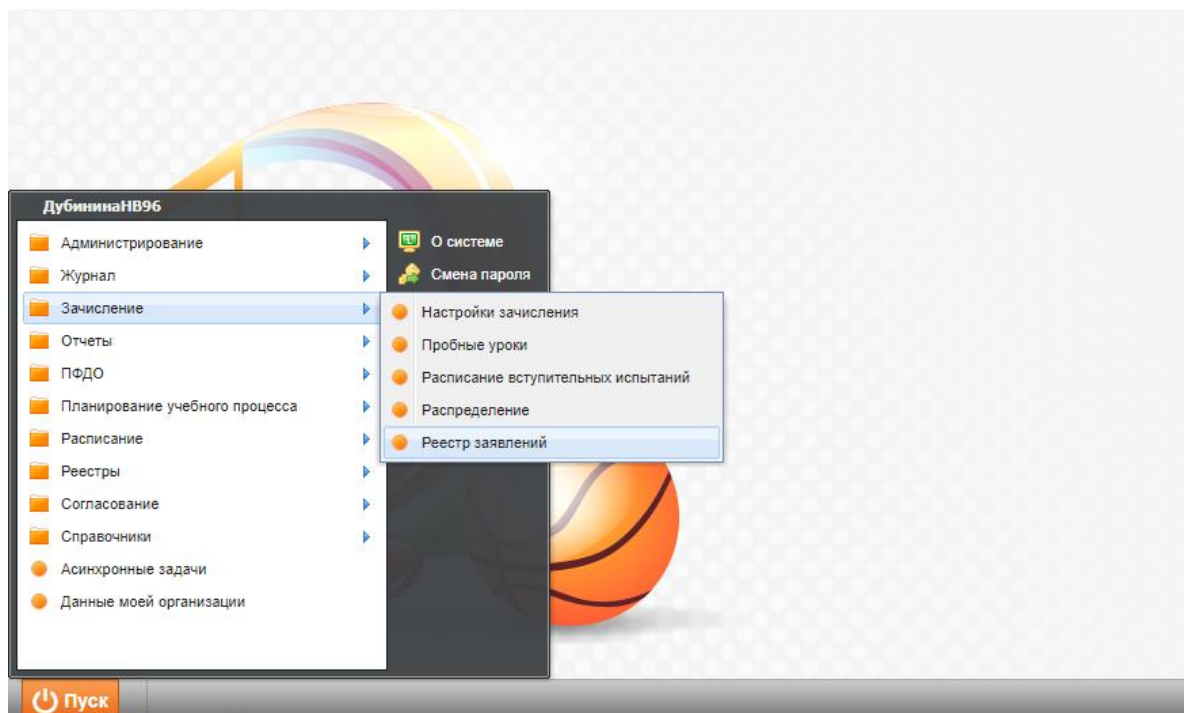 ДубининаНВ96
Администрирование
Журнал
Зачисление
Отчеты
ПФДО
Планирование учебного процесса
Расписание
Реестры
Согласование
Справочники
Асинхронные задачи
Данные моей организации
О системе
Смена пароля
Настройки зачисления
Пробные уроки
Расписание вступительных испытаний
Распределение
Реестр заявлений
Пуск